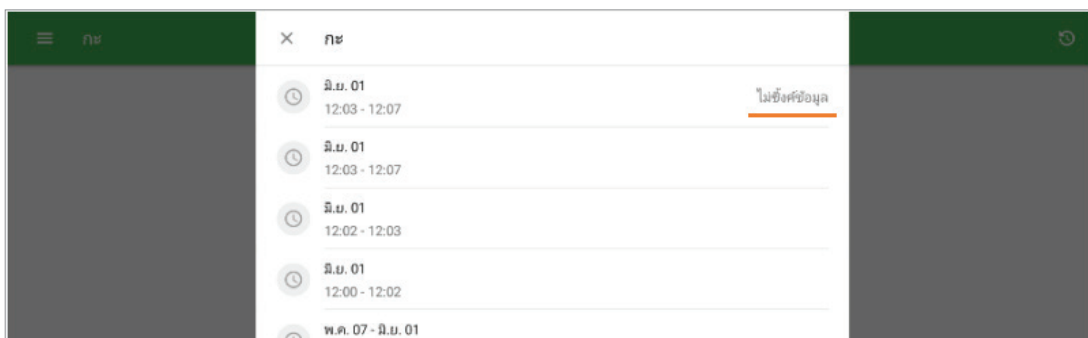 กะ
กะ
มิ.ย. 01
12:03 - 12:07
ไม่ซิ้งค์ข้อมูล
มิ.ย. 01
12:03 - 12:07
มิ.ย. 01
12:02 - 12:03
มิ.ย. 01
12:00 - 12:02
พ.ค. 07 - มิ.ย. 01